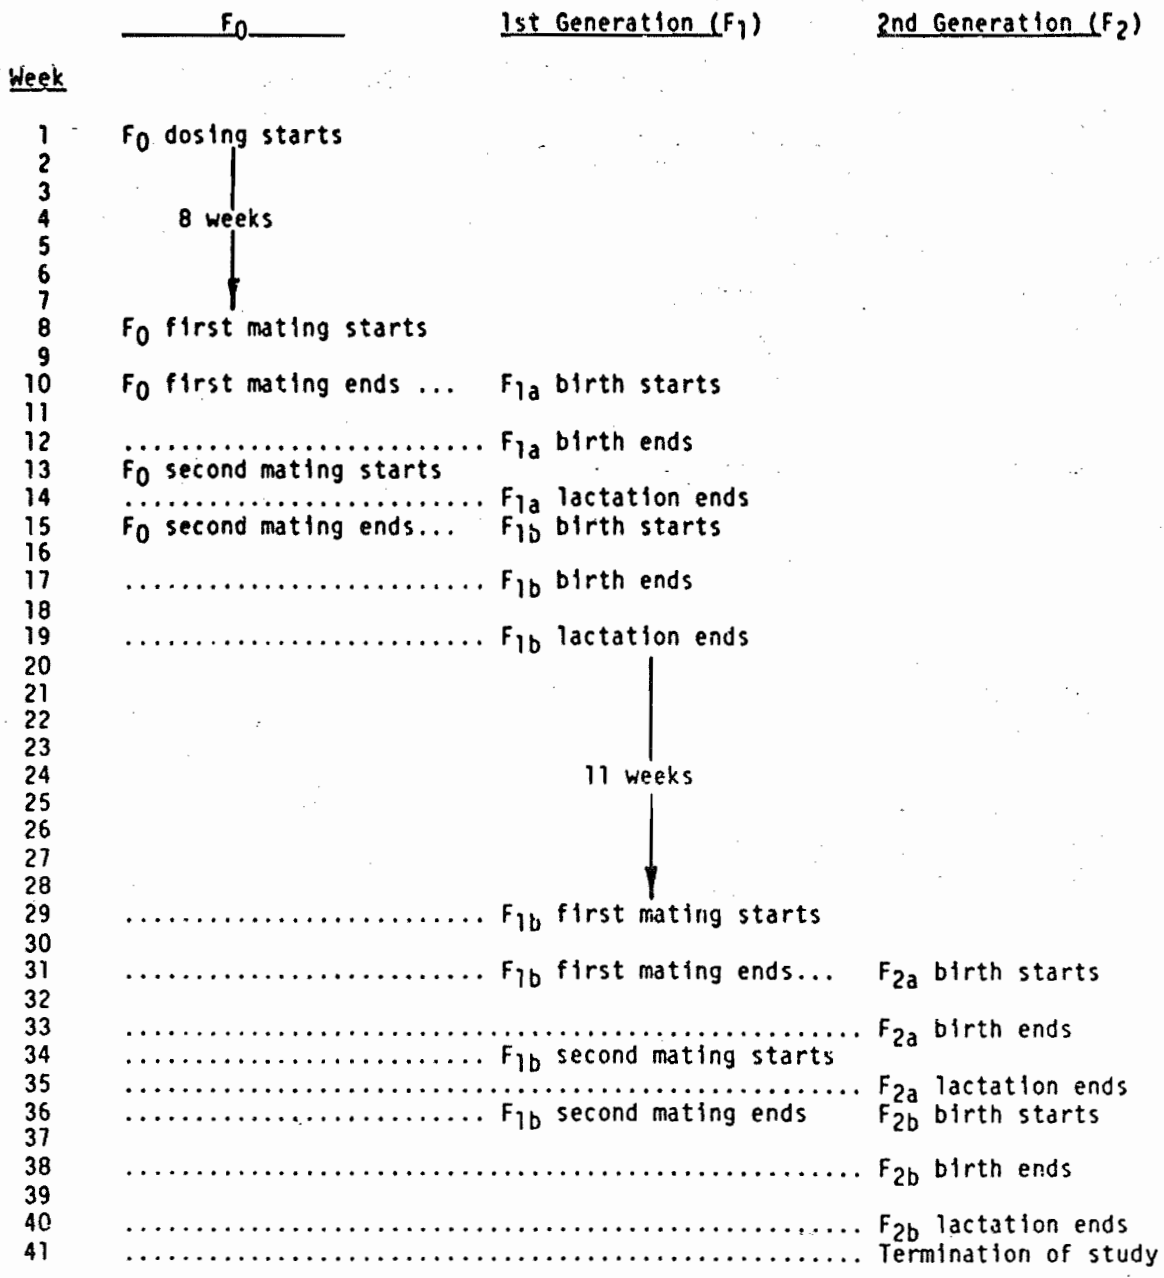 F0 1st Generation (F1) 2nd Generation (F2)
Week
1 F0 dosing starts
2
3
4 8 weeks
5
6
7
8 F0 first mating starts
9
10 F0 first mating ends ... F1a birth starts
11
12 ........................... F1a birth ends
13 F0 second mating starts
14 ........................... F1a lactation ends
15 F0 second mating ends... F1b birth starts
16
17 ........................... F1b birth ends
18
19 ........................... F1b lactation ends
20
21
22
23
24 11 weeks
25
26
27
28
29 ........................... F1b first mating starts
30
31 ........................... F1b first mating ends... F2a birth starts
32
33 ....................................................... F2a birth ends
34 ........................... F1b second mating starts
35 ....................................................... F2a lactation ends
36 ........................... F1b second mating ends F2b birth starts
37
38 ....................................................... F2b birth ends
39
40 ....................................................... F2b lactation ends
41 ....................................................... Termination of study